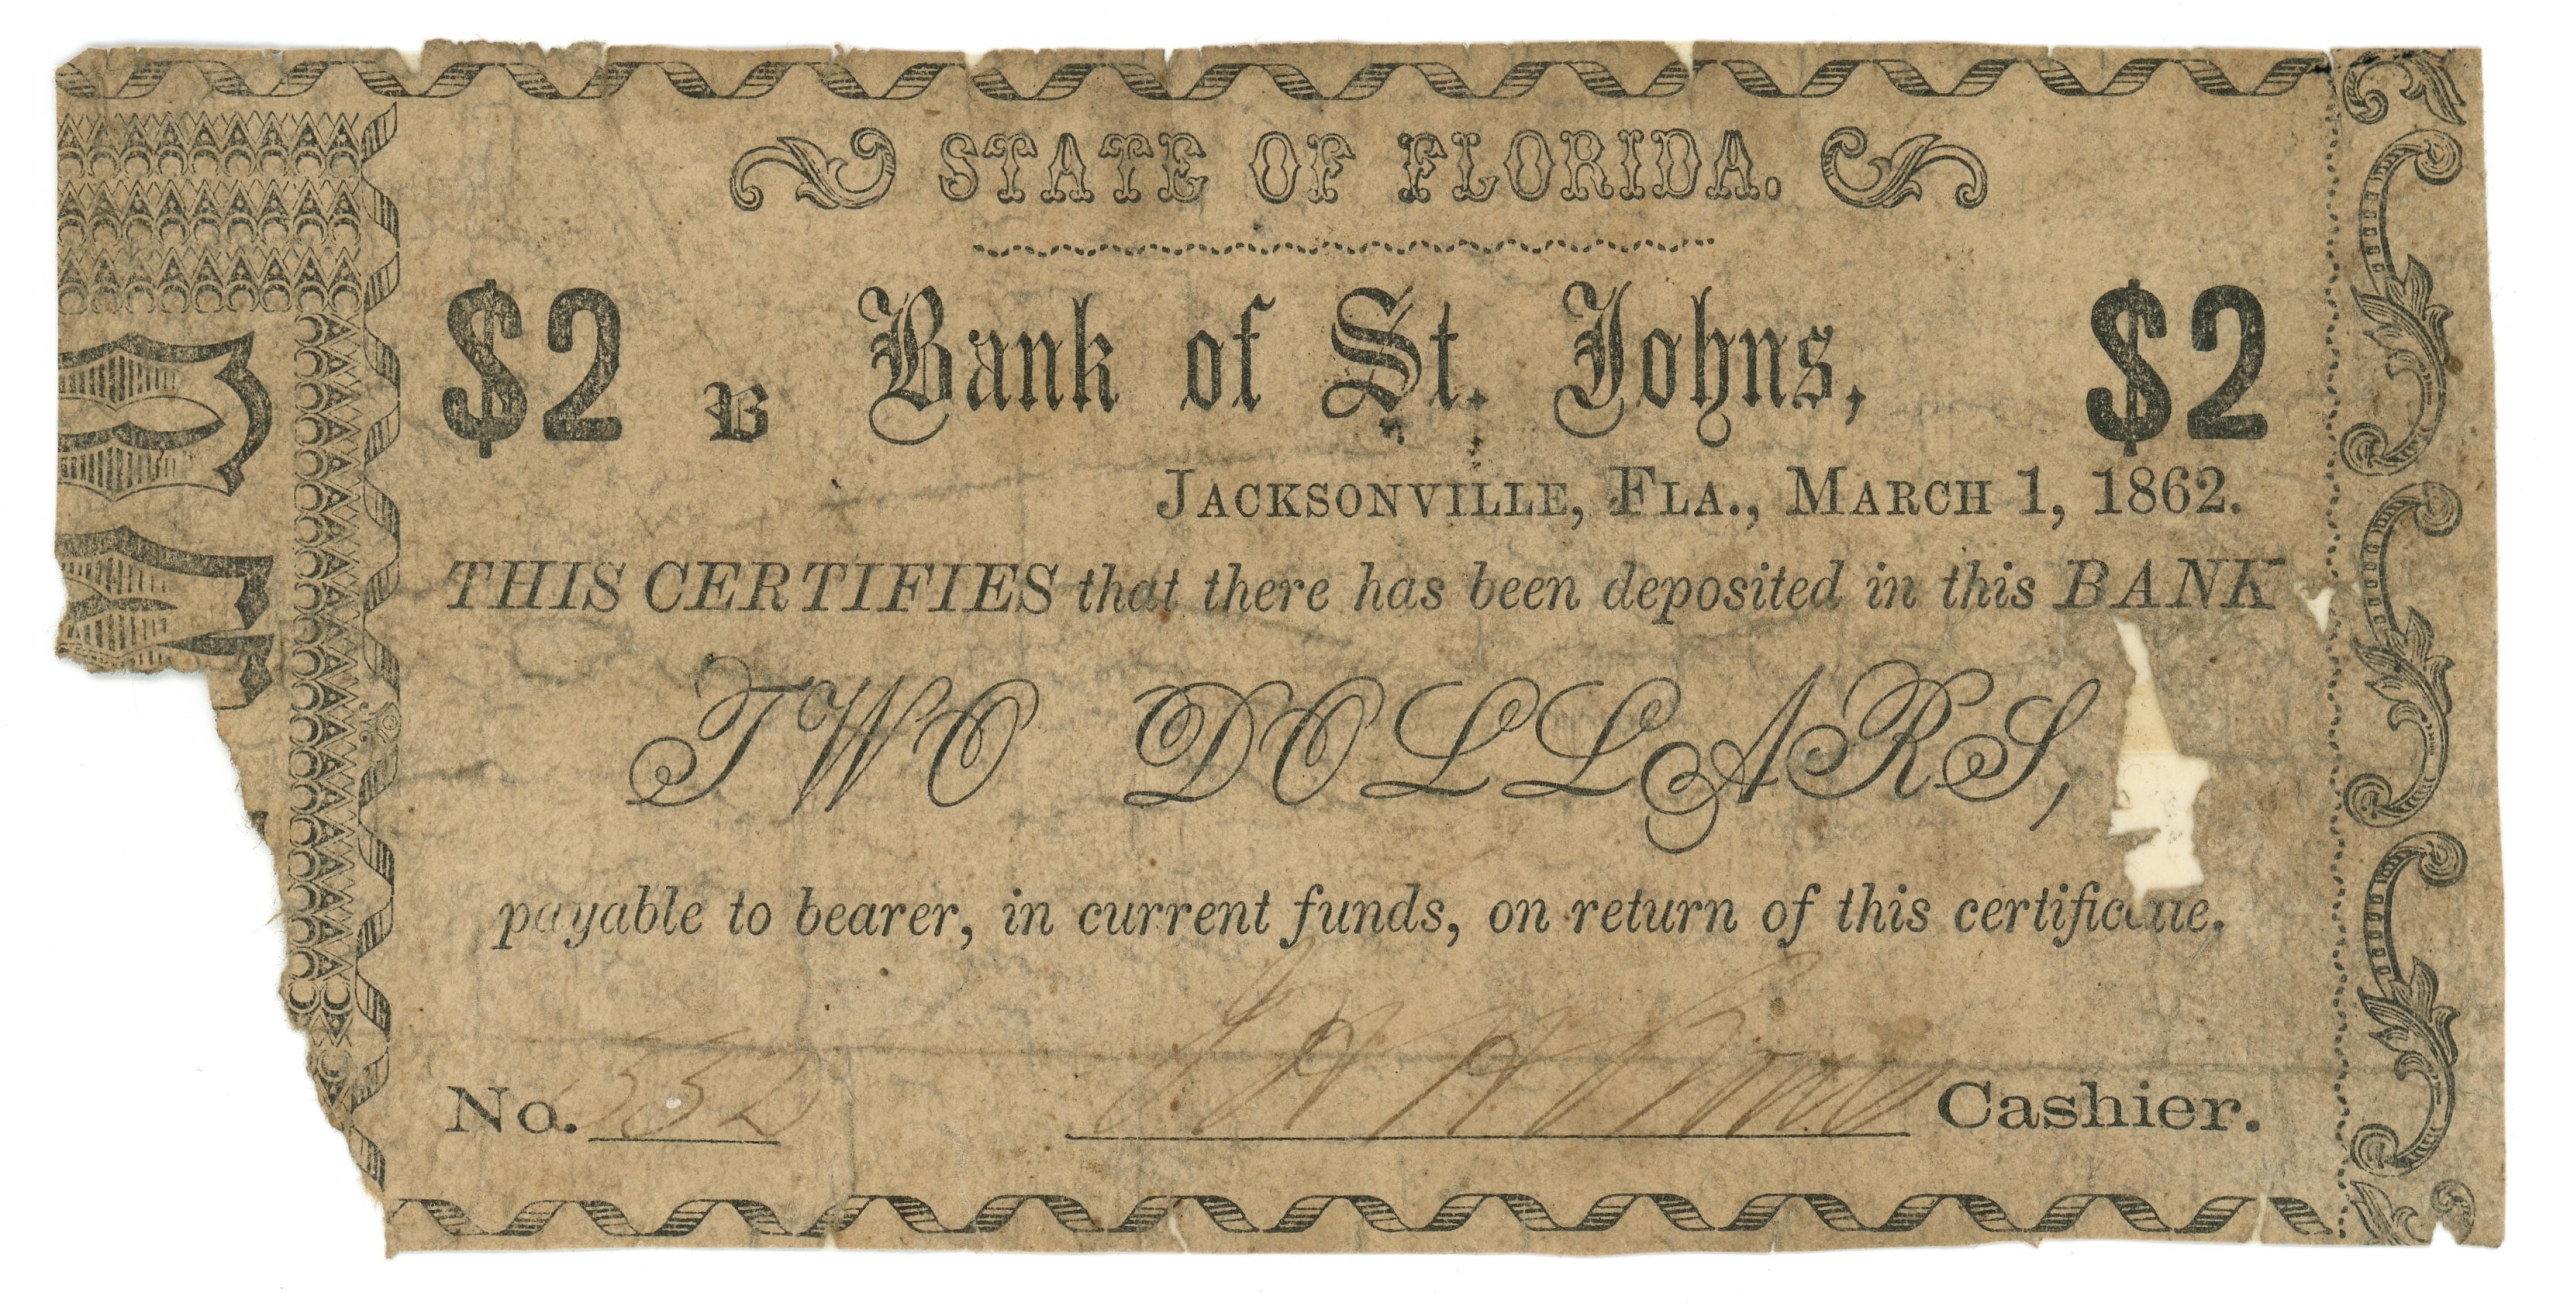 STATE OF FLORIDA.
$2 B Bank of St. Johns, $2
JACKSONVILLE, FLA., MARCH 1, 1862.
THIS CERTIFIES that there has been deposited in this BANK
TWO DOLLARS,
payable to bearer, in current funds, on return of this certificate.
No. 332 Cashier.